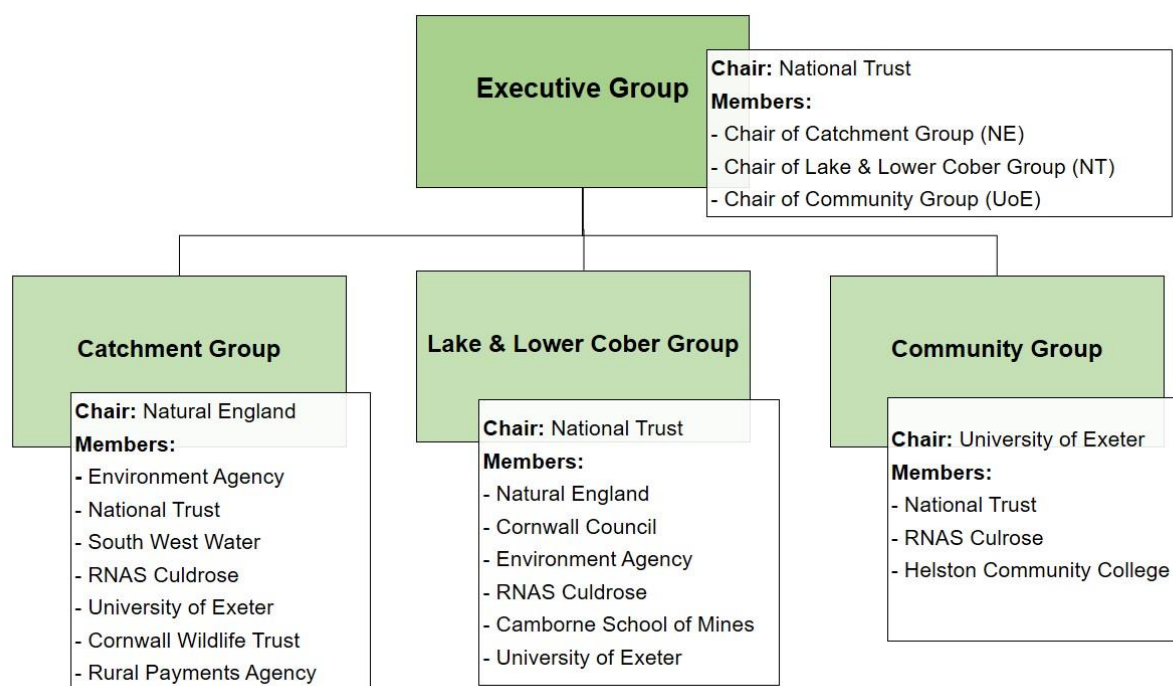 Executive Group
Chair: National Trust
Members:
- Chair of Catchment Group (NE)
- Chair of Lake & Lower Cober Group (NT)
- Chair of Community Group (UoE)
Catchment Group
Chair: Natural England
Members:
- Environment Agency
- National Trust
- South West Water
- RNAS Culdrose
- University of Exeter
- Cornwall Wildlife Trust
- Rural Payments Agency
Lake & Lower Cober Group
Chair: National Trust
Members:
- Natural England
- Cornwall Council
- Environment Agency
- RNAS Culdrose
- Camborne School of Mines
- University of Exeter
Community Group
Chair: University of Exeter
Members:
- National Trust
- RNAS Culrose
- Helston Community College